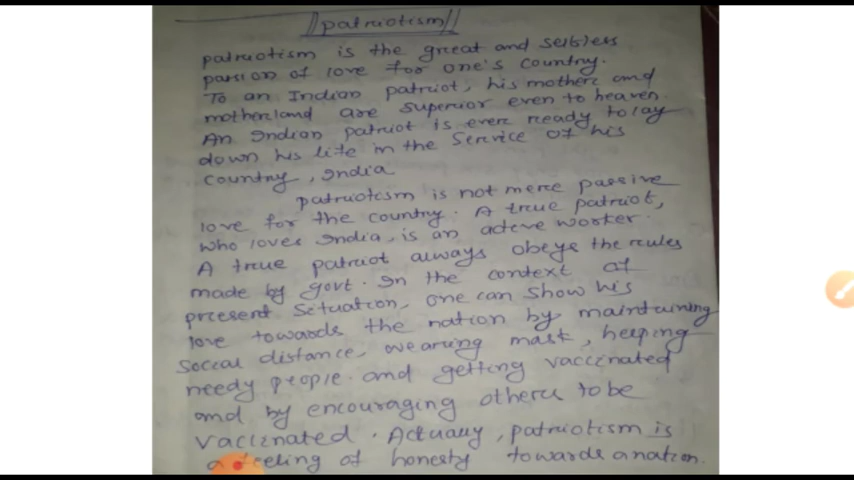 patriotism
patriotism is the great and selfless
passion of love for one's country.
To an Indian patriot, his mother and
motherland are superior even to heaven.
An Indian patriot is ever ready to lay
down his life in the service of his
country, India
patriotism is not mere passive
love for the country. A true patriot,
who loves India, is an active worker.
A true patriot always obeys the rules
made by govt. In the context of
present situation, one can show his
love towards the nation by maintaining
social distance, wearing mask, helping
needy people and getting vaccinated
and by encouraging others to be
vaccinated. Actually, patriotism is
a feeling of honesty towards a nation.